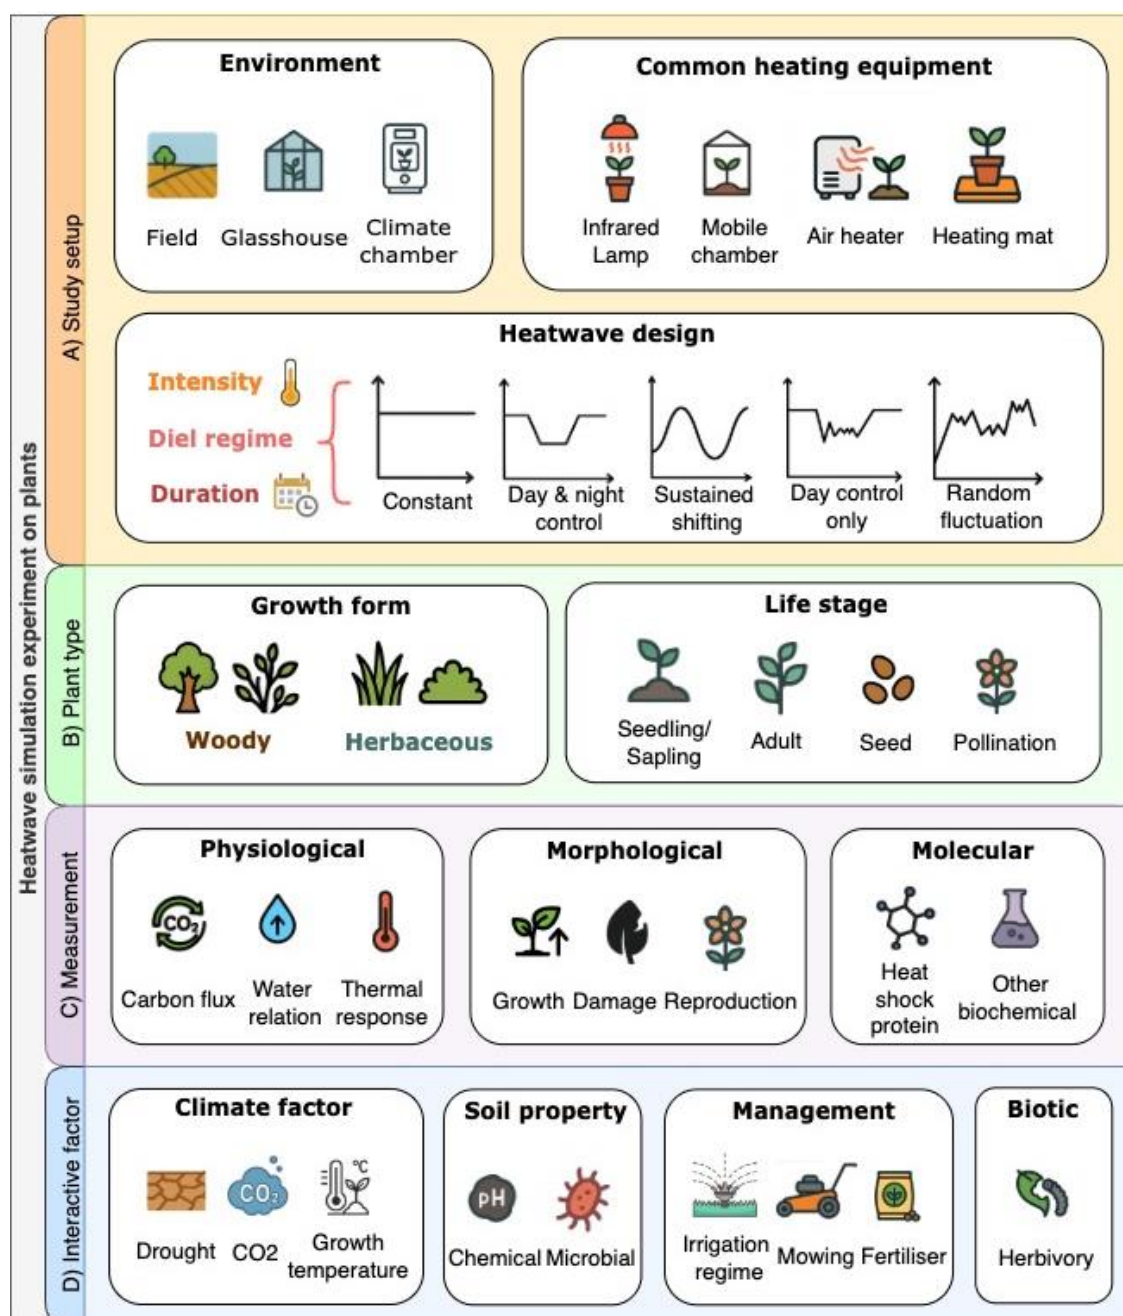 Heatwave simulation experiment on plants
A) Study setup
Environment
Field
Glasshouse
Climate
chamber
Common heating equipment
Infrared
Lamp
Mobile
chamber
Air heater
Heating mat
Heatwave design
Intensity
Diel regime
Duration
Constant
Day & night
control
Sustained
shifting
Day control
only
Random
fluctuation
B) Plant type
Growth form
Woody
Herbaceous
Life stage
Seedling/
Sapling
Adult
Seed
Pollination
C) Measurement
Physiological
CO2
Carbon flux
Water
relation
Thermal
response
Morphological
Growth
Damage
Reproduction
Molecular
Heat
shock
protein
Other
biochemical
D) Interactive factor
Climate factor
Drought
CO2
CO2
°C
Growth
temperature
Soil property
pH
Chemical
Microbial
Management
Irrigation
regime
Mowing
Fertiliser
Biotic
Herbivory